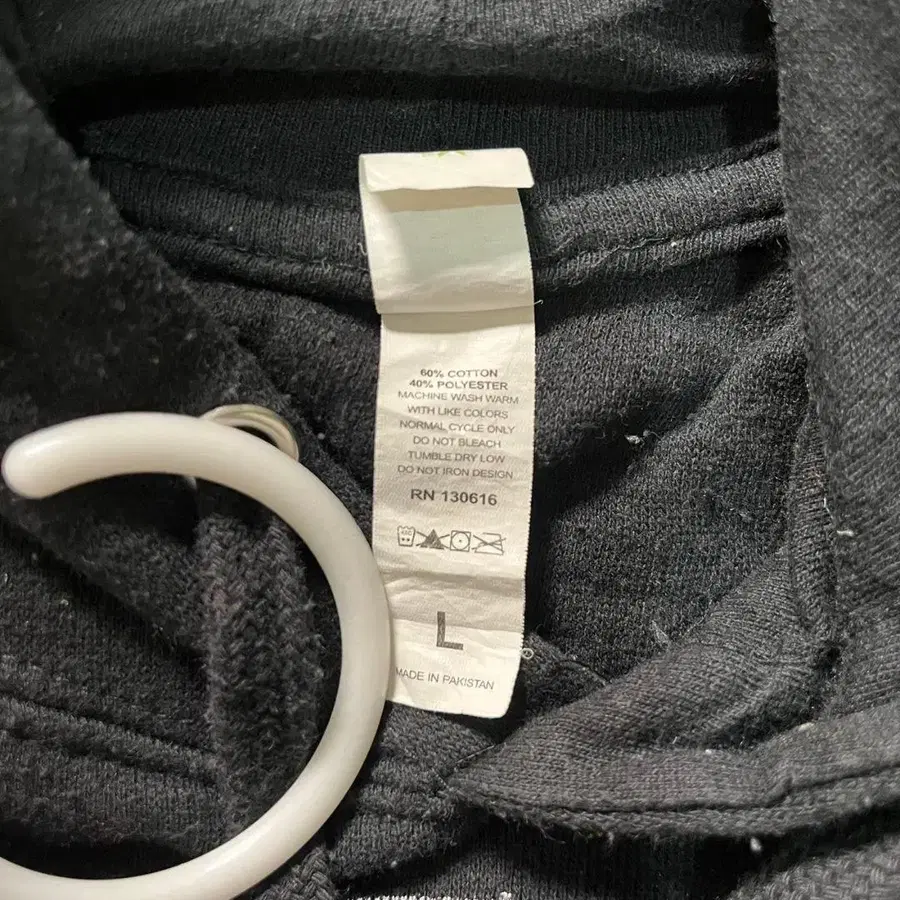 60% COTTON
40% POLYESTER
MACHINE WASH WARM
WITH LIKE COLORS
NORMAL CYCLE ONLY
DO NOT BLEACH
TUMBLE DRY LOW
DO NOT IRON DESIGN
RN 130616
L
MADE IN PAKISTAN